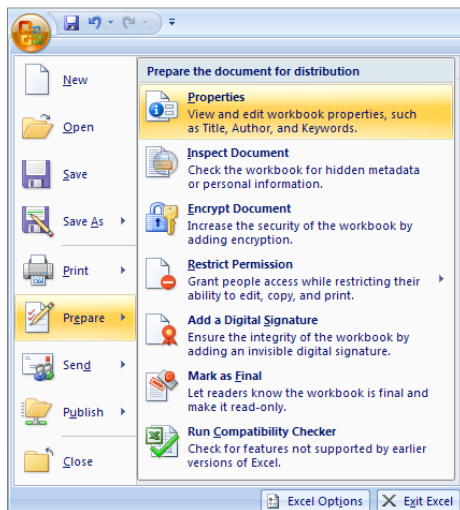 Prepare the document for distribution
New
Open
Save
Save As
Print
Prepare
Send
Publish
Close
Properties
View and edit workbook properties, such
as Title, Author, and Keywords.
Inspect Document
Check the workbook for hidden metadata
or personal information.
Encrypt Document
Increase the security of the workbook by
adding encryption.
Restrict Permission
Grant people access while restricting their
ability to edit, copy, and print.
Add a Digital Signature
Ensure the integrity of the workbook by
adding an invisible digital signature.
Mark as Final
Let readers know the workbook is final and
make it read-only.
Run Compatibility Checker
Check for features not supported by earlier
versions of Excel.
Excel Options
Exit Excel